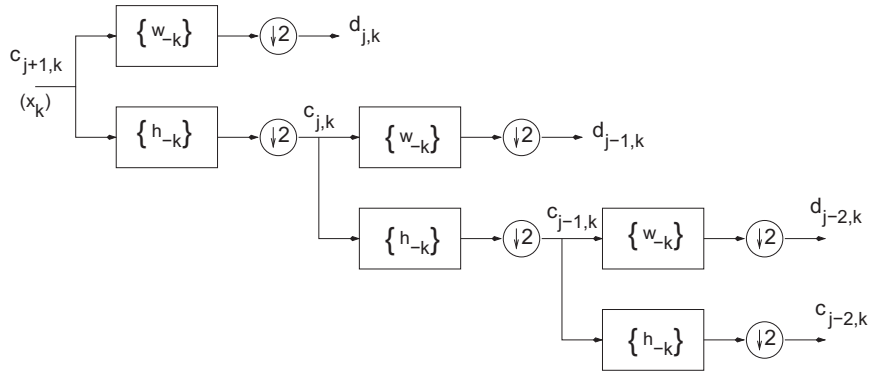 { w_{-k} } ↓2 d_{j,k}
c_{j+1,k}
(x_k)
{ h_{-k} } ↓2 c_{j,k} { w_{-k} } ↓2 d_{j−1,k}
{ h_{-k} } ↓2 c_{j−1,k} { w_{-k} } ↓2 d_{j−2,k}
{ h_{-k} } ↓2 c_{j−2,k}